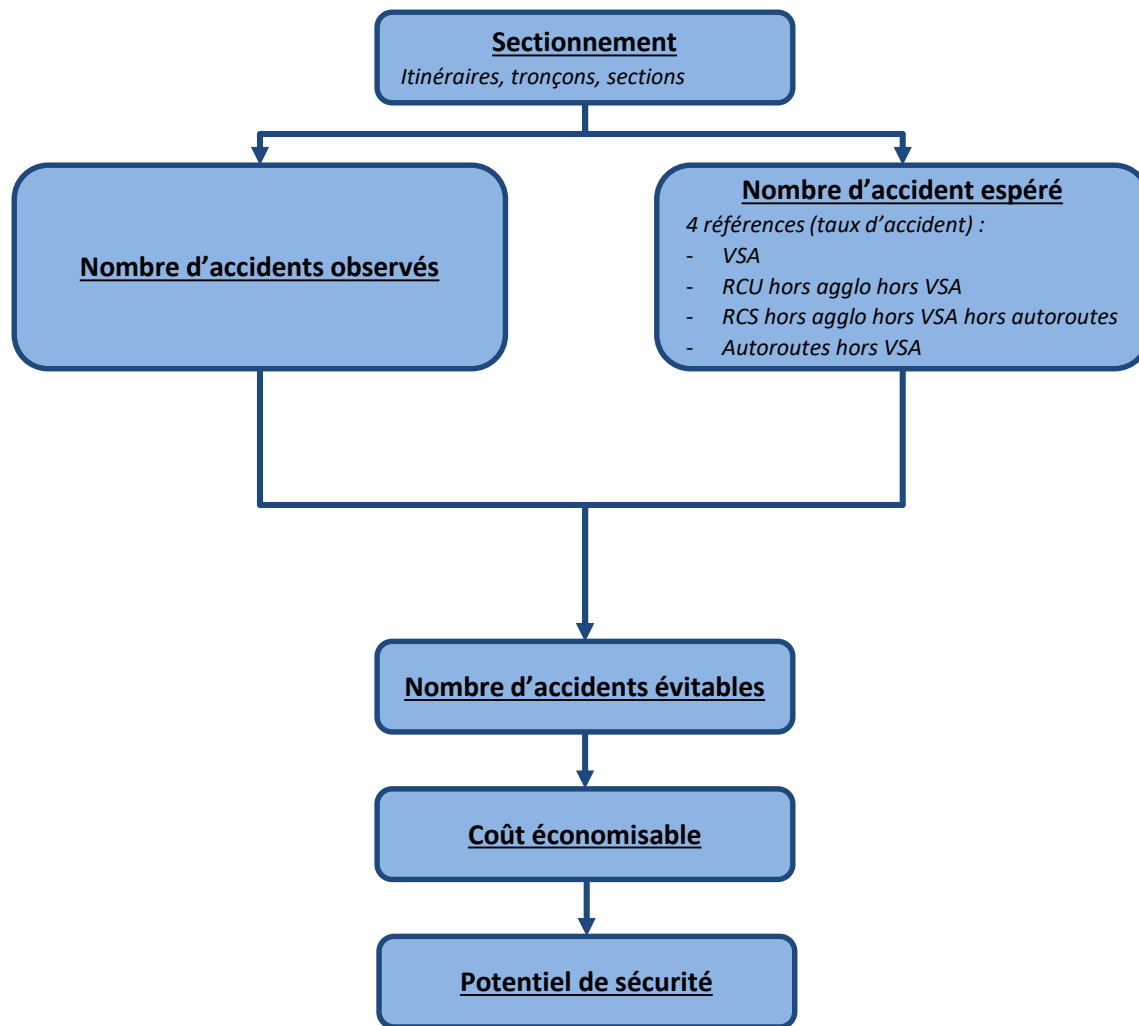 Sectionnement
Itinéraires, tronçons, sections
Nombre d’accidents observés
Nombre d’accident espéré
4 références (taux d’accident) :
- VSA
- RCU hors agglo hors VSA
- RCS hors agglo hors VSA hors autoroutes
- Autoroutes hors VSA
Nombre d’accidents évitables
Coût économisable
Potentiel de sécurité